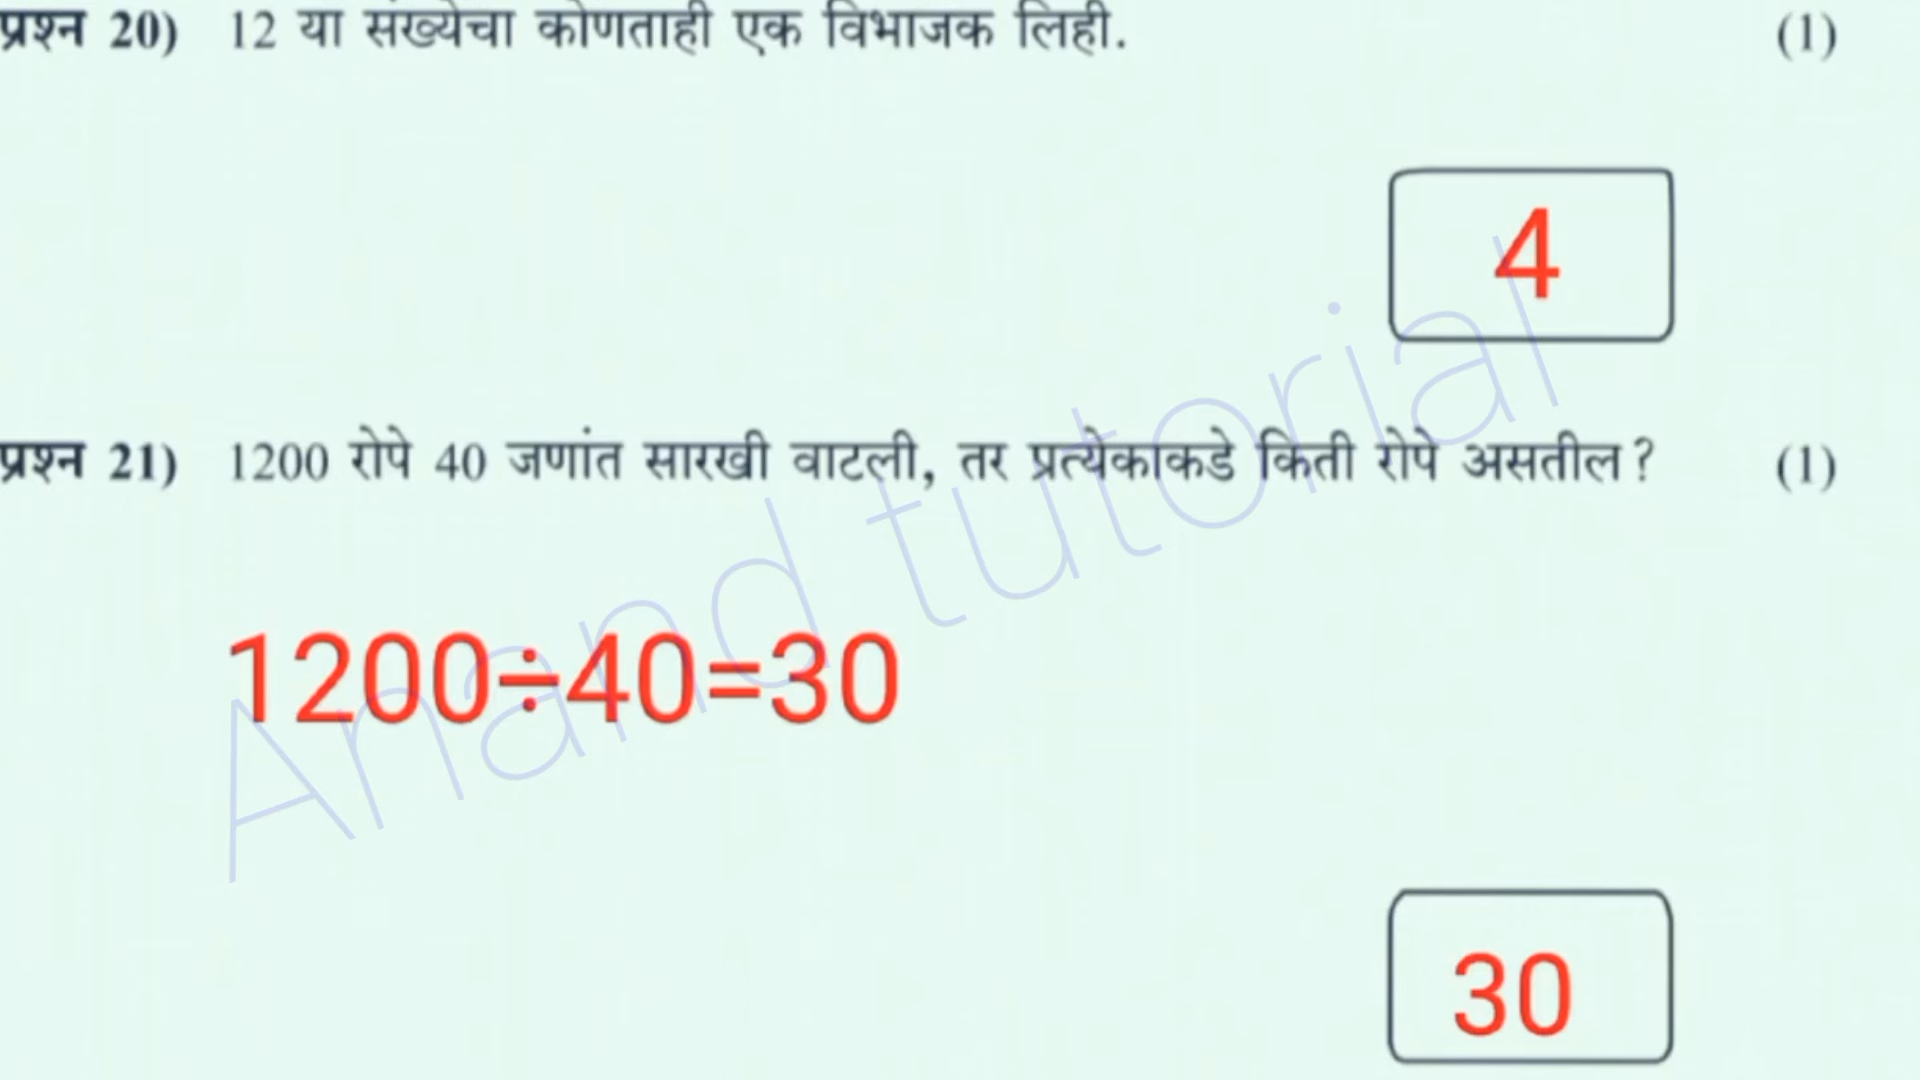 प्रश्न 20) 12 या संख्येचा कोणताही एक विभाजक लिही. (1)
4
प्रश्न 21) 1200 रोपे 40 जणांत सारखी वाटली, तर प्रत्येकाकडे किती रोपे असतील? (1)
1200÷40=30
30
Anand tutorial